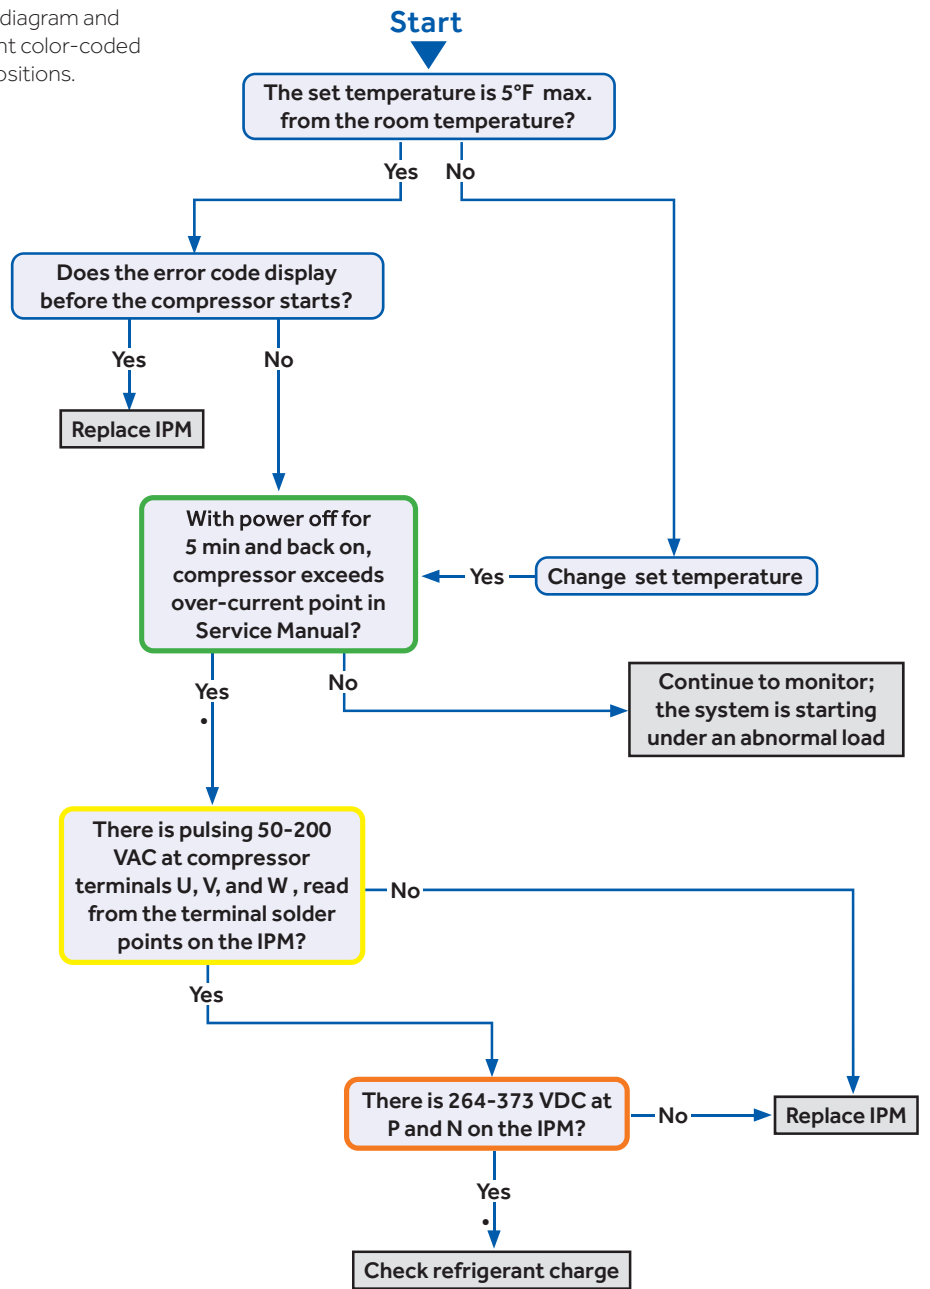 diagram and
nt color-coded
ositions.
Start
The set temperature is 5°F max.
from the room temperature?
Yes No
Does the error code display
before the compressor starts?
Yes No
Replace IPM
With power off for
5 min and back on,
compressor exceeds
over-current point in
Service Manual?
Yes
Change set temperature
Yes
No
Continue to monitor;
the system is starting
under an abnormal load
There is pulsing 50-200
VAC at compressor
terminals U, V, and W , read
from the terminal solder
points on the IPM?
No
Yes
There is 264-373 VDC at
P and N on the IPM?
No
Replace IPM
Yes
Check refrigerant charge